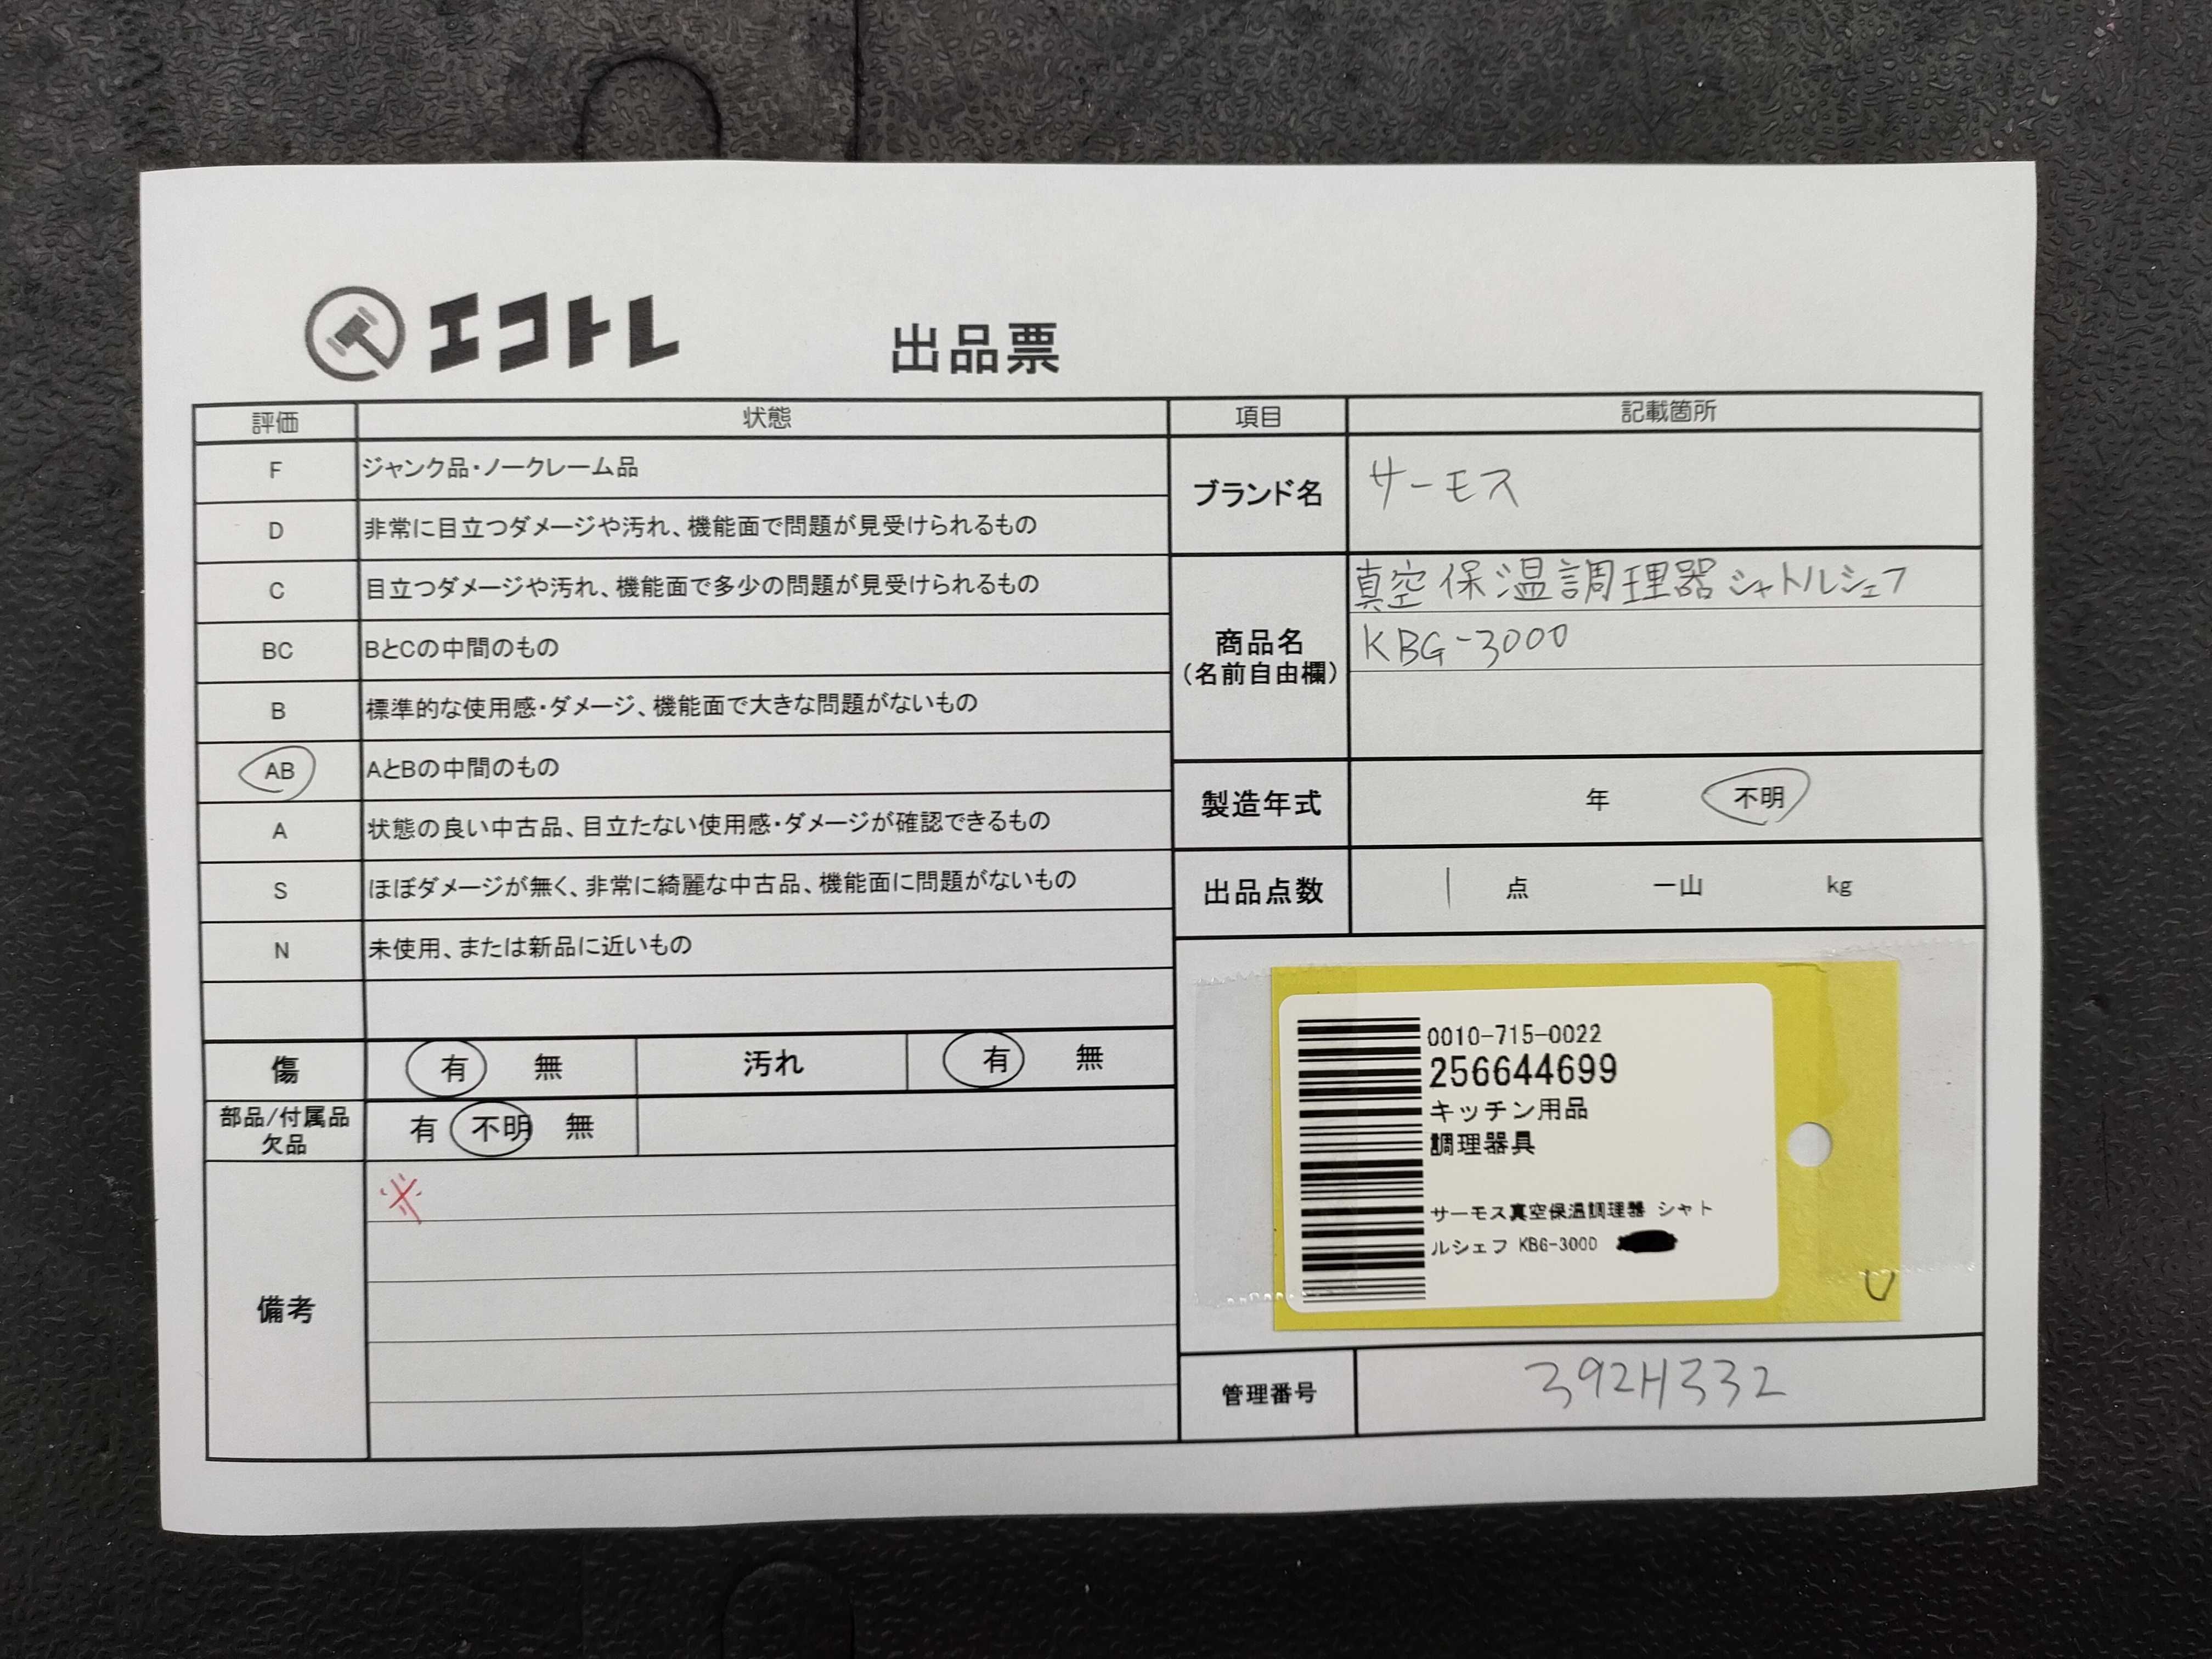 エコトレ 出品票
評価 状態 項目 記載箇所
F ジャンク品・ノークレーム品
D 非常に目立つダメージや汚れ、機能面で問題が見受けられるもの
C 目立つダメージや汚れ、機能面で多少の問題が見受けられるもの
BC BとCの中間のもの
B 標準的な使用感・ダメージ、機能面で大きな問題がないもの
AB AとBの中間のもの
A 状態の良い中古品、目立たない使用感・ダメージが確認できるもの
S ほぼダメージが無く、非常に綺麗な中古品、機能面に問題がないもの
N 未使用、または新品に近いもの
傷 有 無 汚れ 有 無
部品/付属品
欠品
有 不明 無
備考
※
ブランド名 サーモス
商品名
(名前自由欄)
真空保温調理器シャトルシェフ
KBG-3000
製造年式 年 不明
出品点数 1 点 一山 kg
0010-715-0022
256644699
キッチン用品
調理器具
サーモス真空保温調理器 シャト
ルシェフ KBG-3000
管理番号 392H332